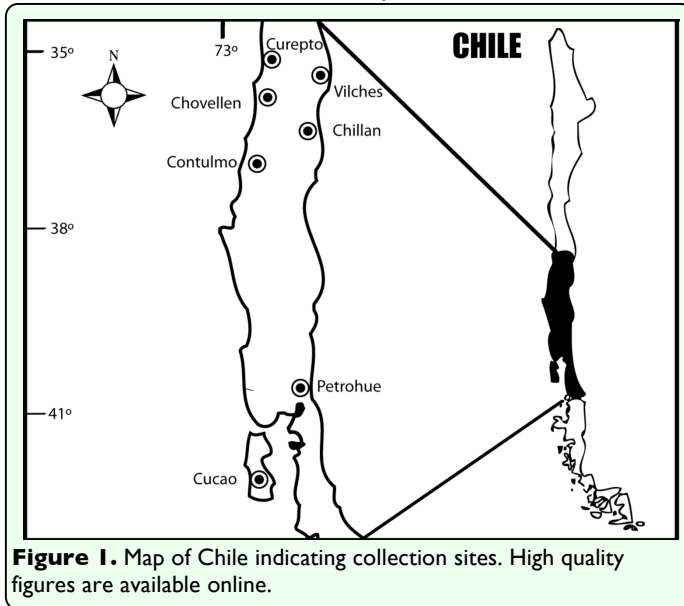 73º
CHILE
35º
N
Curepto
Vilches
Chovellen
Chillan
Contulmo
38º
Petrohue
41º
Cucao
Figure 1. Map of Chile indicating collection sites. High quality
figures are available online.